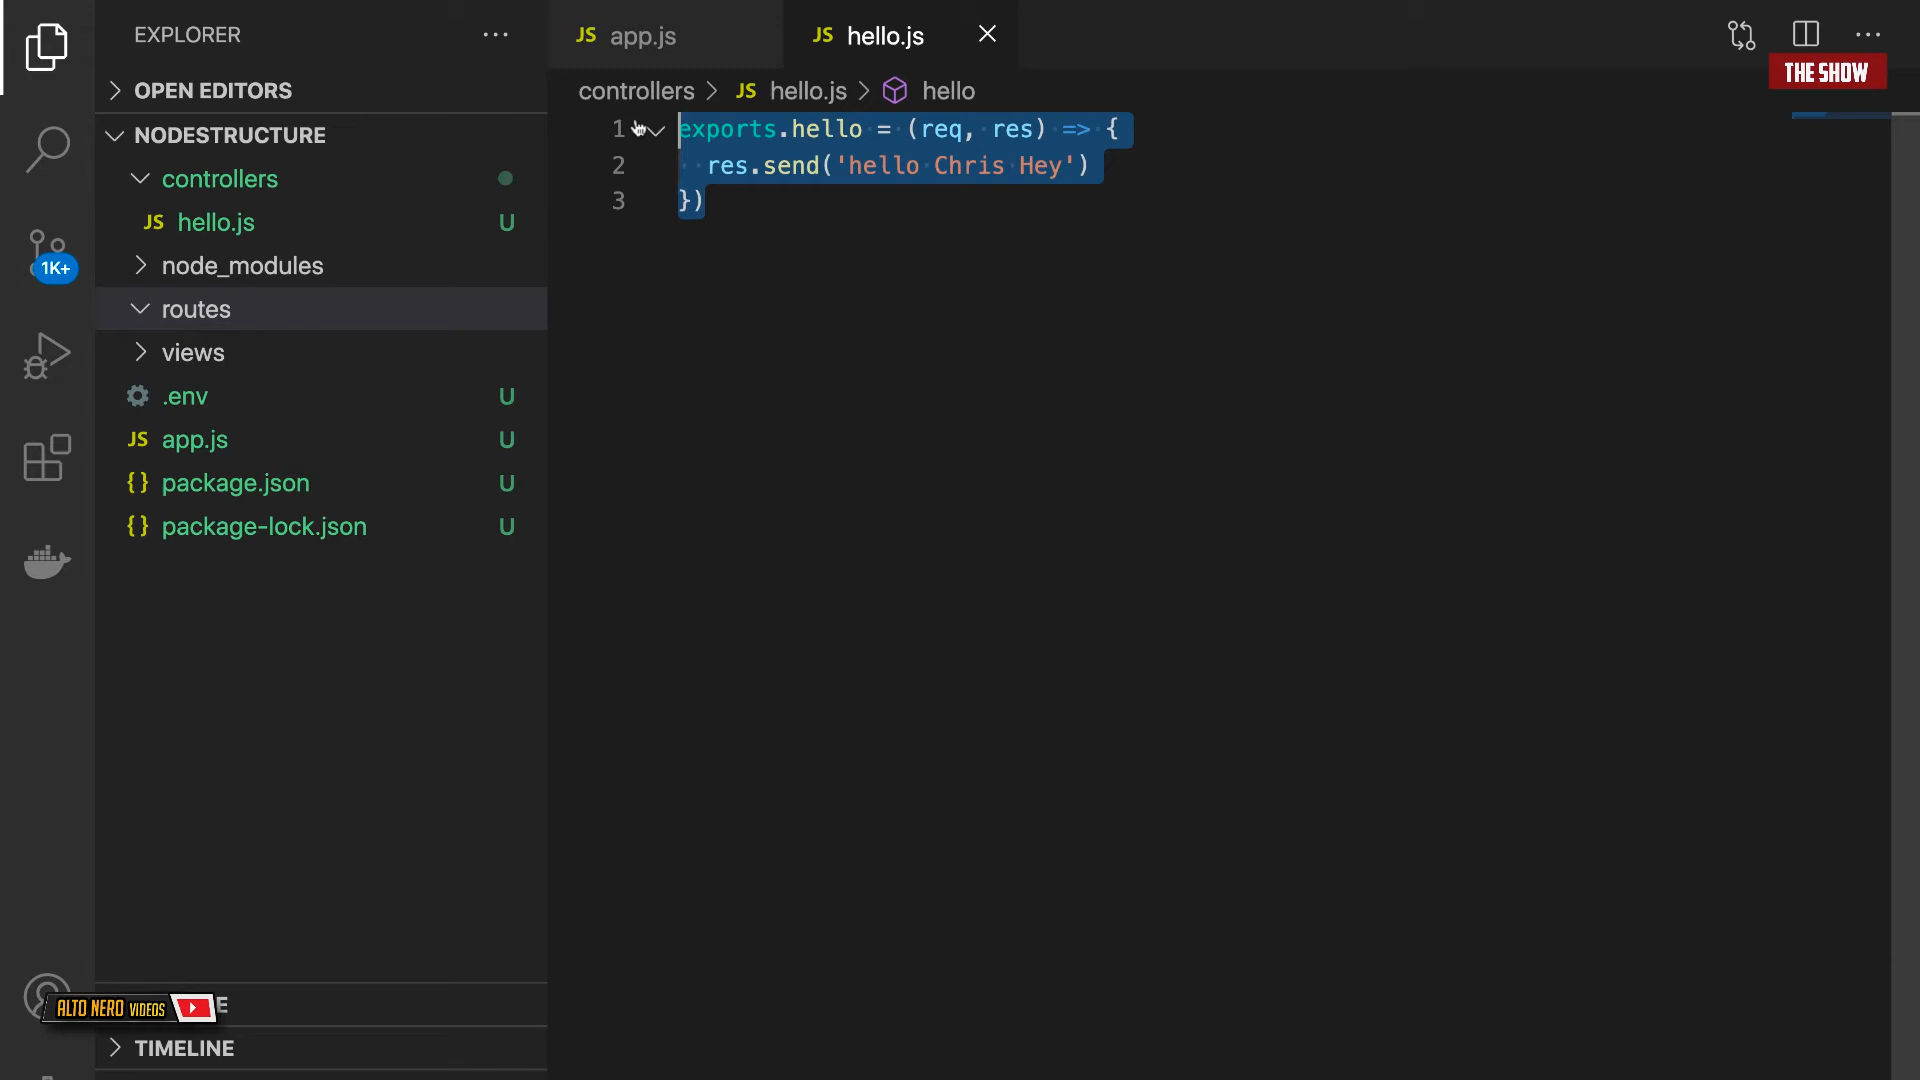 EXPLORER
JS app.js
JS hello.js
THE SHOW
OPEN EDITORS
controllers > JS hello.js > hello
NODESTRUCTURE
1 exports.hello = (req, res) => {
controllers
2 res.send('hello Chris Hey')
3 })
JS hello.js U
1K+
node_modules
routes
views
.env U
JS app.js U
{} package.json U
{} package-lock.json U
ALTO NERO VIDEOS
E
TIMELINE